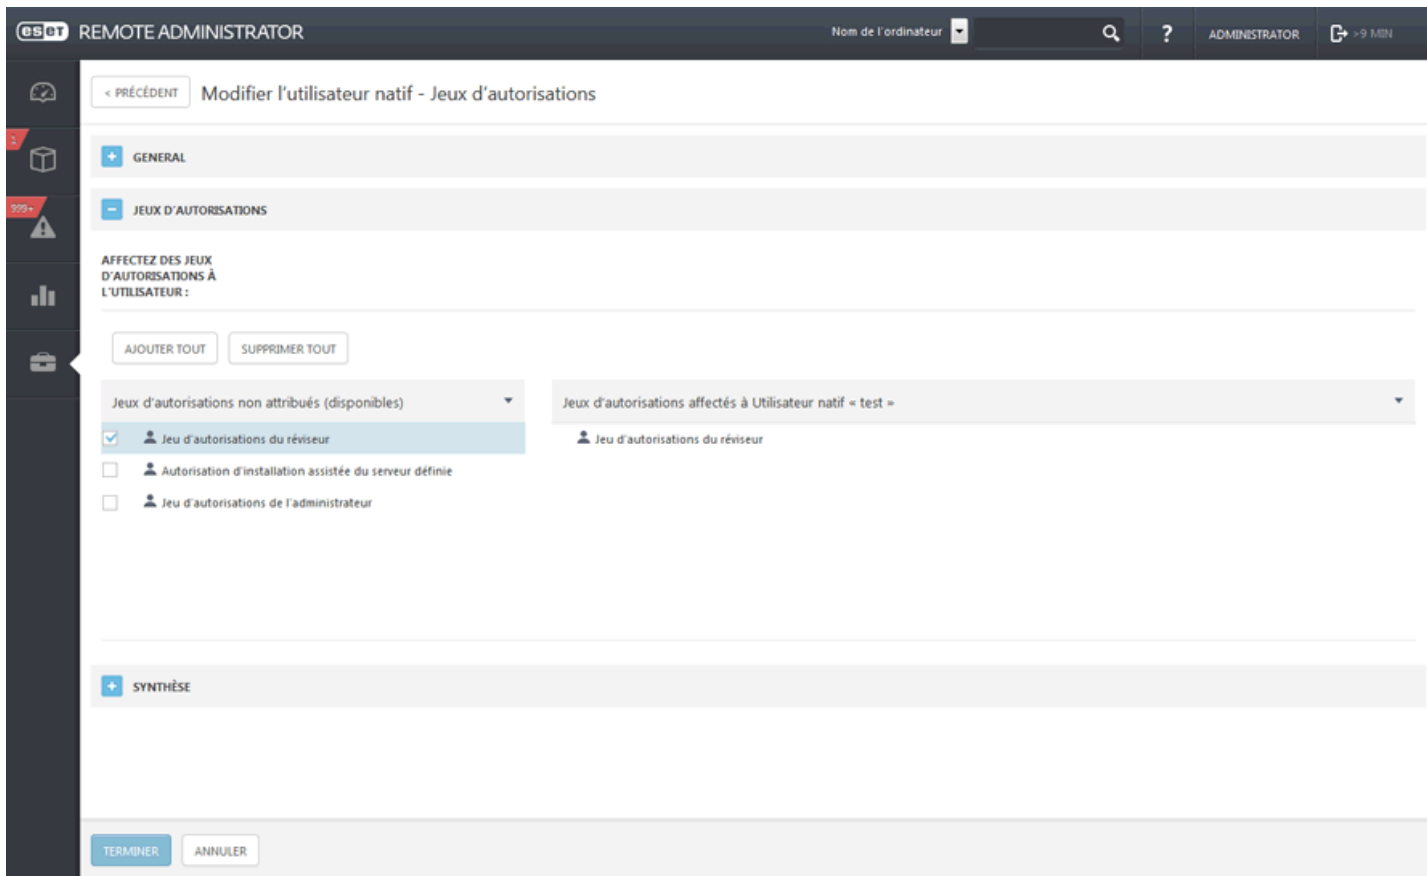 eset REMOTE ADMINISTRATOR
Nom de l'ordinateur
?
ADMINISTRATOR
>9 MIN
< PRÉCÉDENT
Modifier l'utilisateur natif - Jeux d'autorisations
1
GENERAL
999+
JEUX D'AUTORISATIONS
AFFECTEZ DES JEUX
D'AUTORISATIONS À
L'UTILISATEUR :
AJOUTER TOUT
SUPPRIMER TOUT
Jeux d'autorisations non attribués (disponibles)
Jeux d'autorisations affectés à Utilisateur natif « test »
Jeu d'autorisations du réviseur
Jeu d'autorisations du réviseur
Autorisation d'installation assistée du serveur définie
Jeu d'autorisations de l'administrateur
SYNTHÈSE
TERMINER
ANNULER